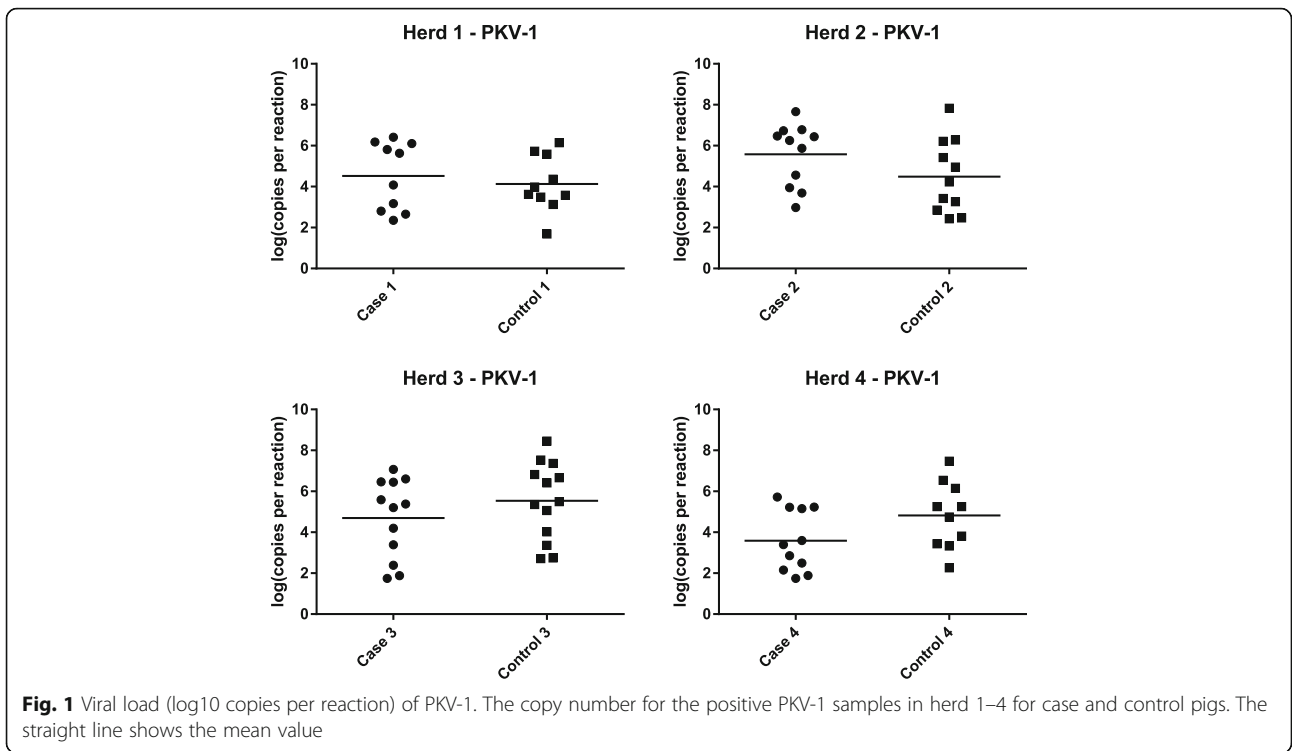 Herd 1 - PKV-1
log(copies per reaction)
10
8
6
4
2
0
Case 1
Control 1
Herd 2 - PKV-1
log(copies per reaction)
10
8
6
4
2
0
Case 2
Control 2
Herd 3 - PKV-1
log(copies per reaction)
10
8
6
4
2
0
Case 3
Control 3
Herd 4 - PKV-1
log(copies per reaction)
10
8
6
4
2
0
Case 4
Control 4
Fig. 1 Viral load (log10 copies per reaction) of PKV-1. The copy number for the positive PKV-1 samples in herd 1–4 for case and control pigs. The
straight line shows the mean value